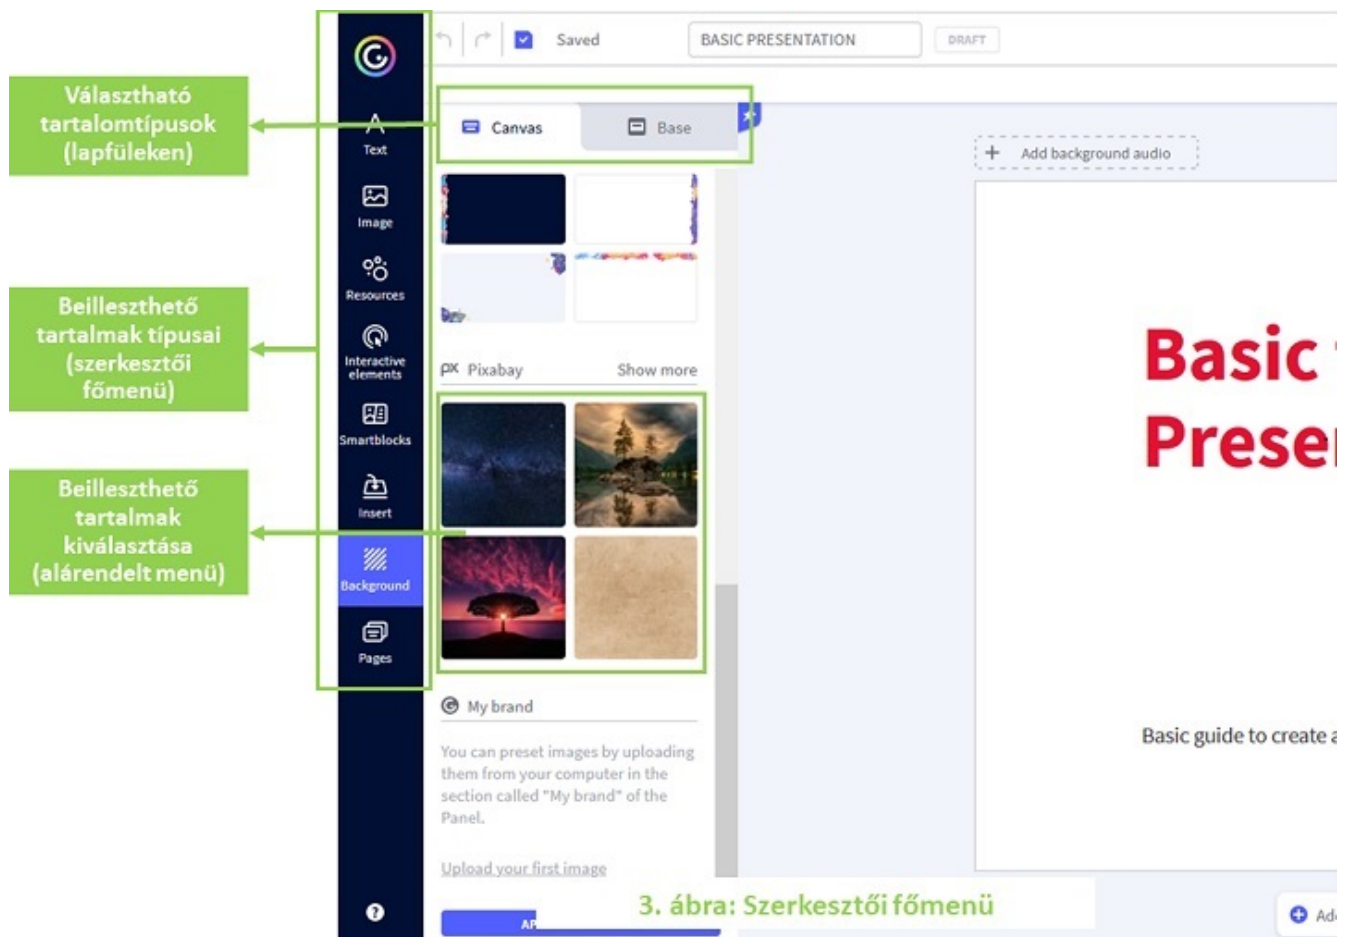 Saved
BASIC PRESENTATION
DRAFT
Választható
tartalomtípusok
(lapfüleken)
Beilleszthető
tartalmak típusai
(szerkesztői
főmenü)
Beilleszthető
tartalmak
kiválasztása
(alárendelt menü)
Text
Image
Resources
Interactive
elements
Smartblocks
Insert
Background
Pages
Canvas
Base
px Pixabay
Show more
My brand
You can preset images by uploading
them from your computer in the
section called "My brand" of the
Panel.
Upload your first image
+ Add background audio
Basic
Presen
Basic guide to create a
3. ábra: Szerkesztői főmenü